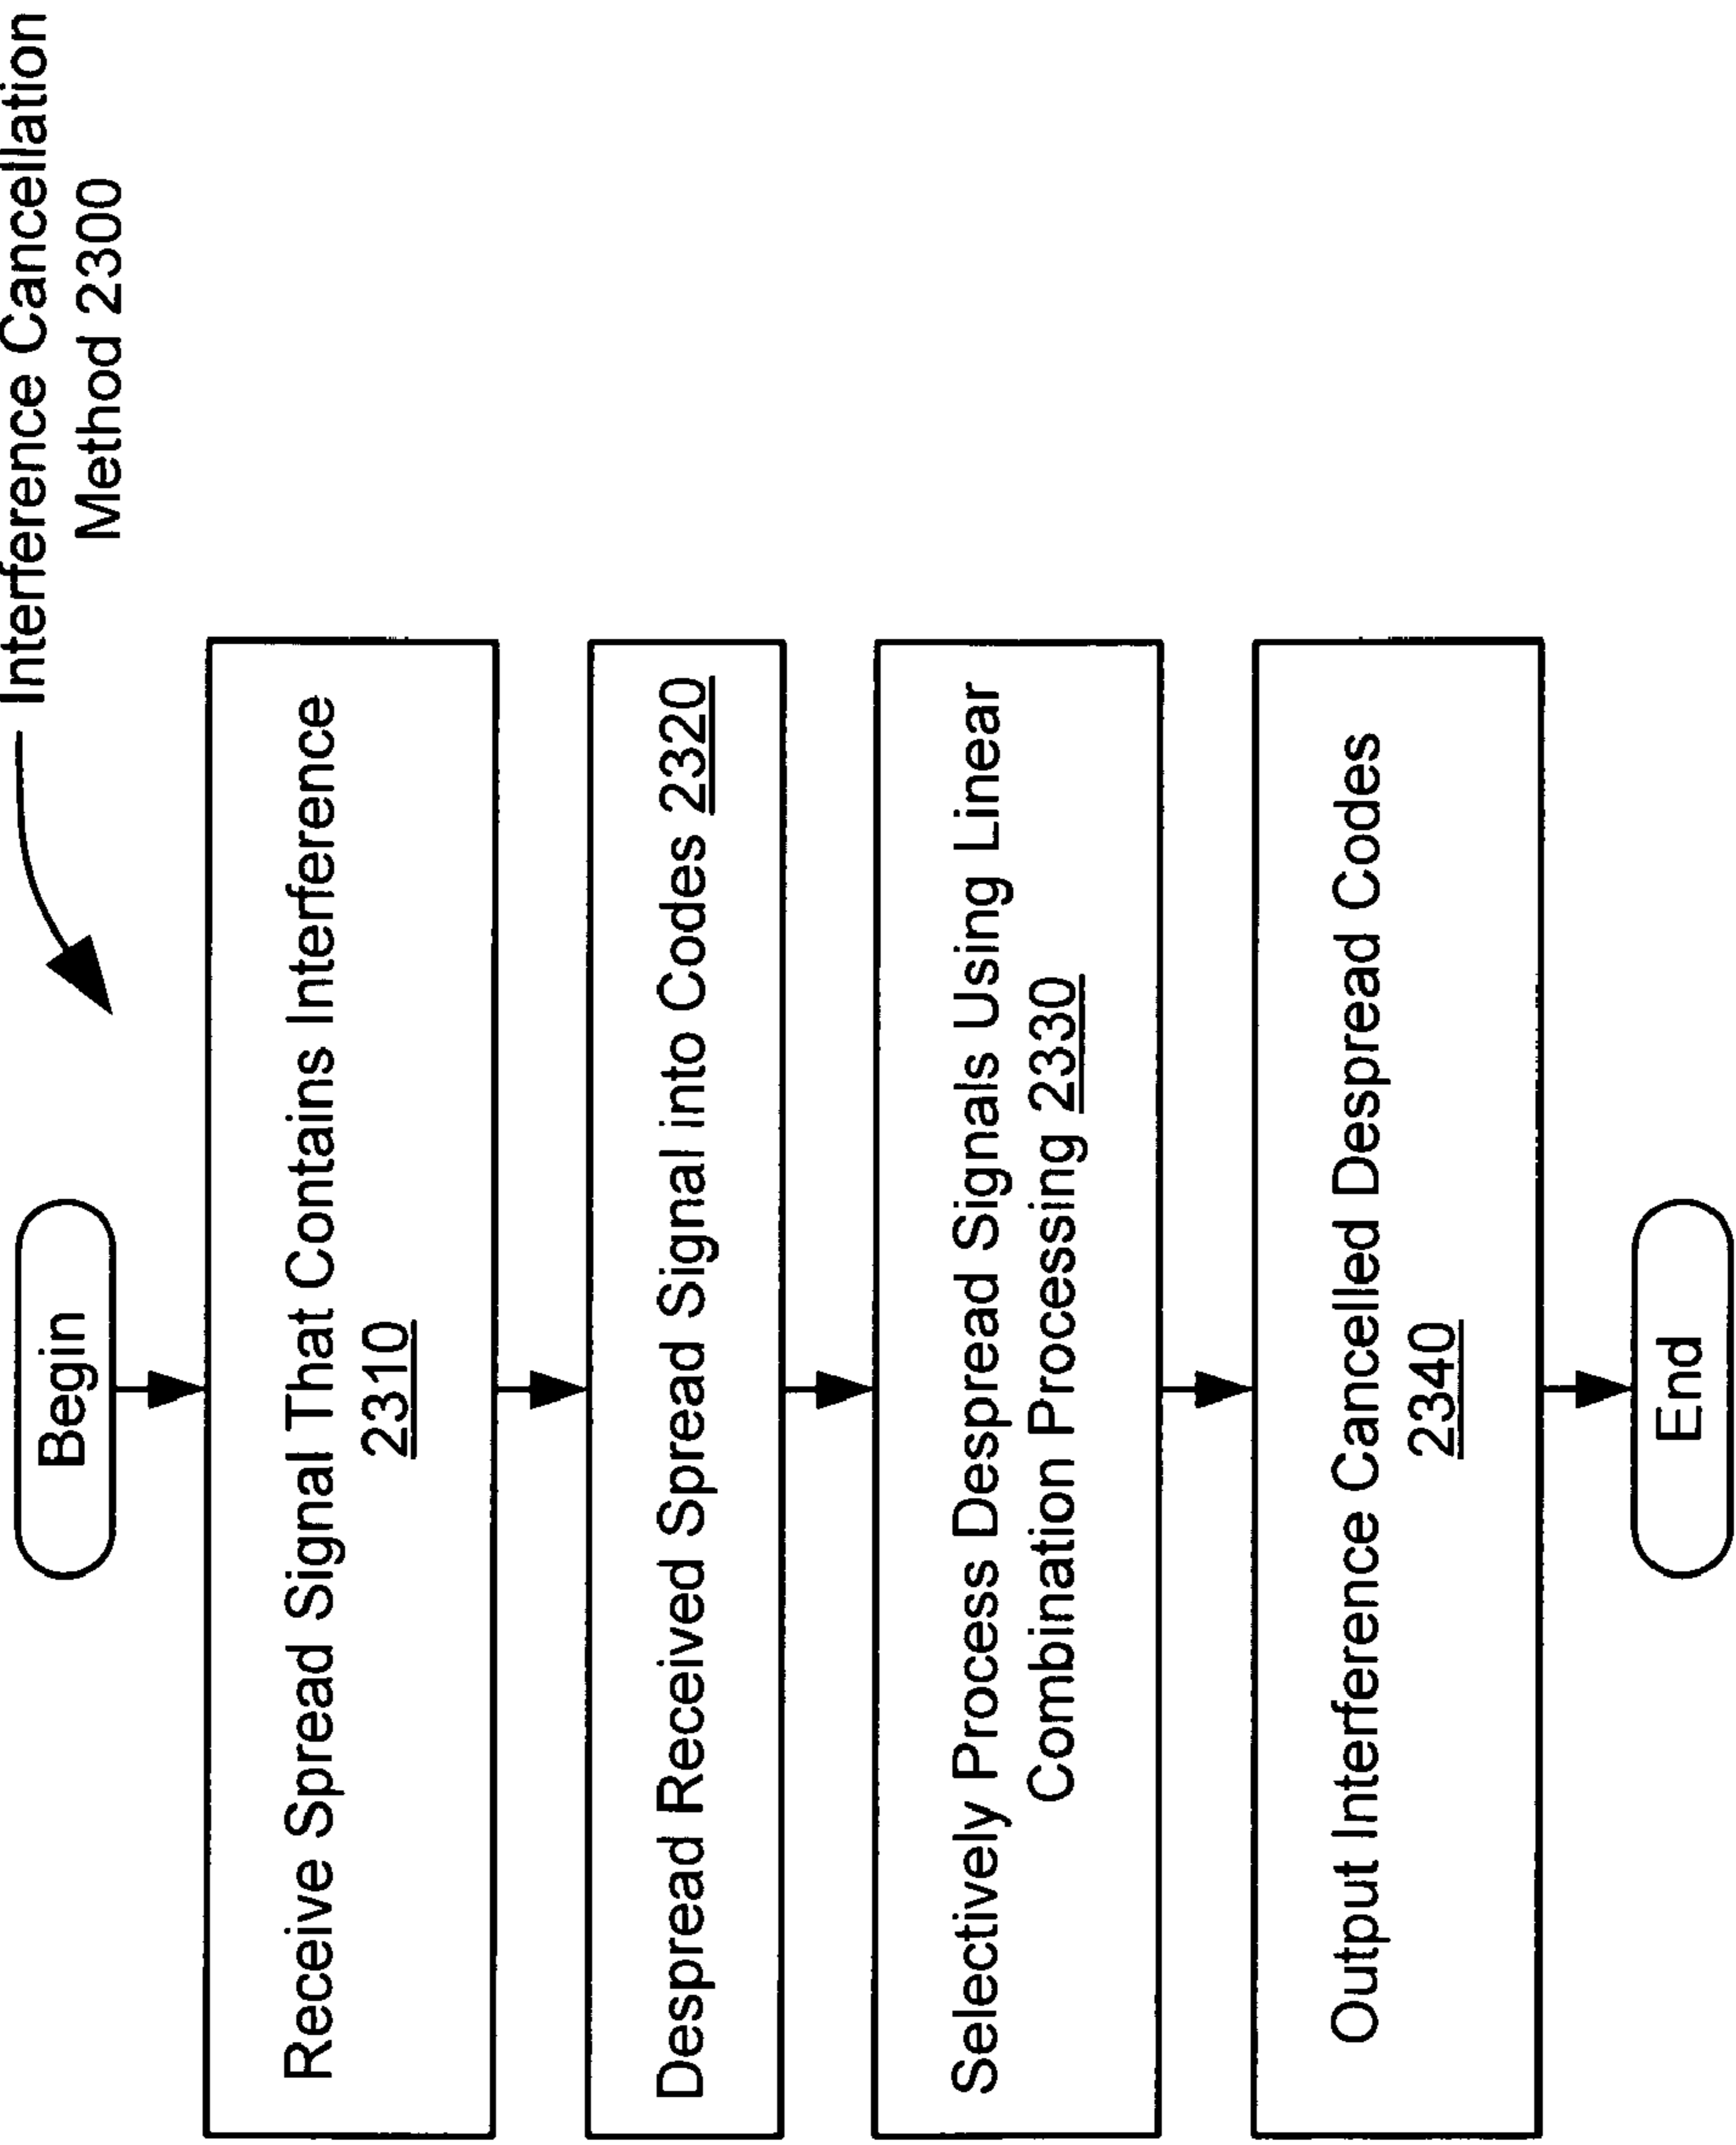 Interference Cancellation
Method 2300
Begin
Receive Spread Signal That Contains Interference
2310
Despread Received Spread Signal into Codes 2320
Selectively Process Despread Signals Using Linear
Combination Processing 2330
Output Interference Cancelled Despread Codes
2340
End